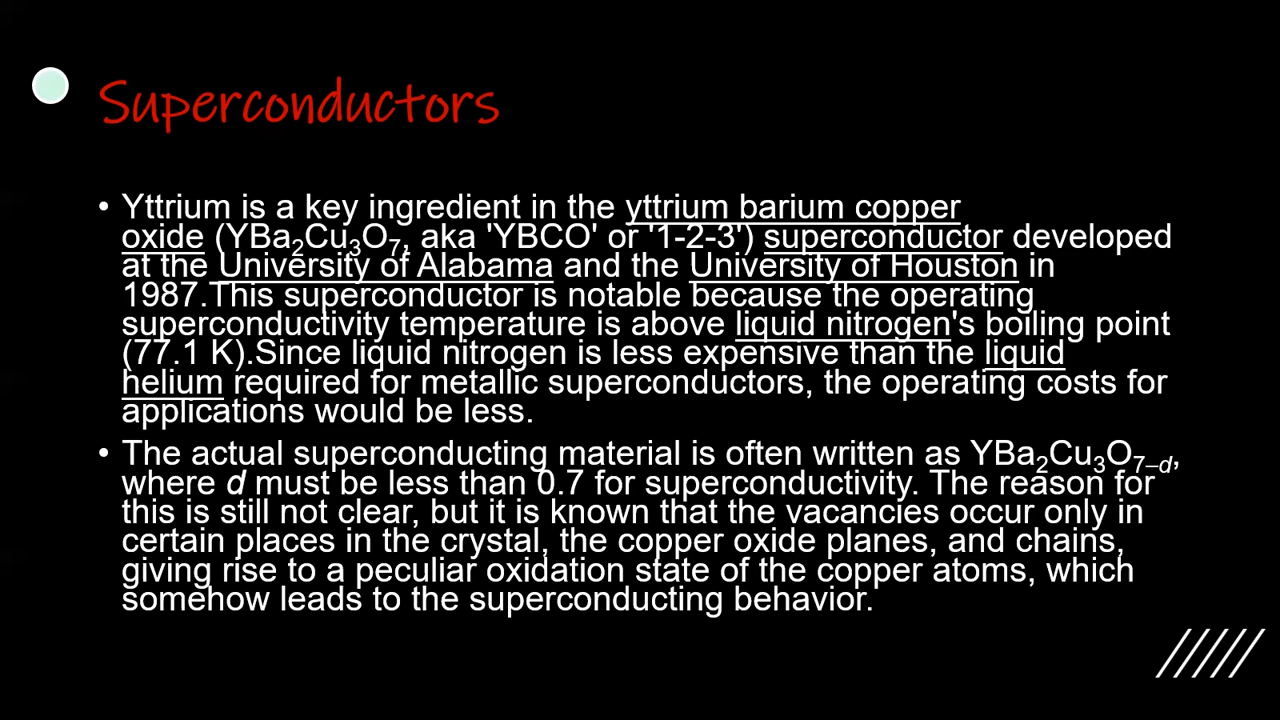 Superconductors
• Yttrium is a key ingredient in the yttrium barium copper
oxide (YBa₂Cu₃O₇, aka 'YBCO' or '1-2-3') superconductor developed
at the University of Alabama and the University of Houston in
1987.This superconductor is notable because the operating
superconductivity temperature is above liquid nitrogen's boiling point
(77.1 K).Since liquid nitrogen is less expensive than the liquid
helium required for metallic superconductors, the operating costs for
applications would be less.
• The actual superconducting material is often written as YBa₂Cu₃O₇₋d,
where d must be less than 0.7 for superconductivity. The reason for
this is still not clear, but it is known that the vacancies occur only in
certain places in the crystal, the copper oxide planes, and chains,
giving rise to a peculiar oxidation state of the copper atoms, which
somehow leads to the superconducting behavior.